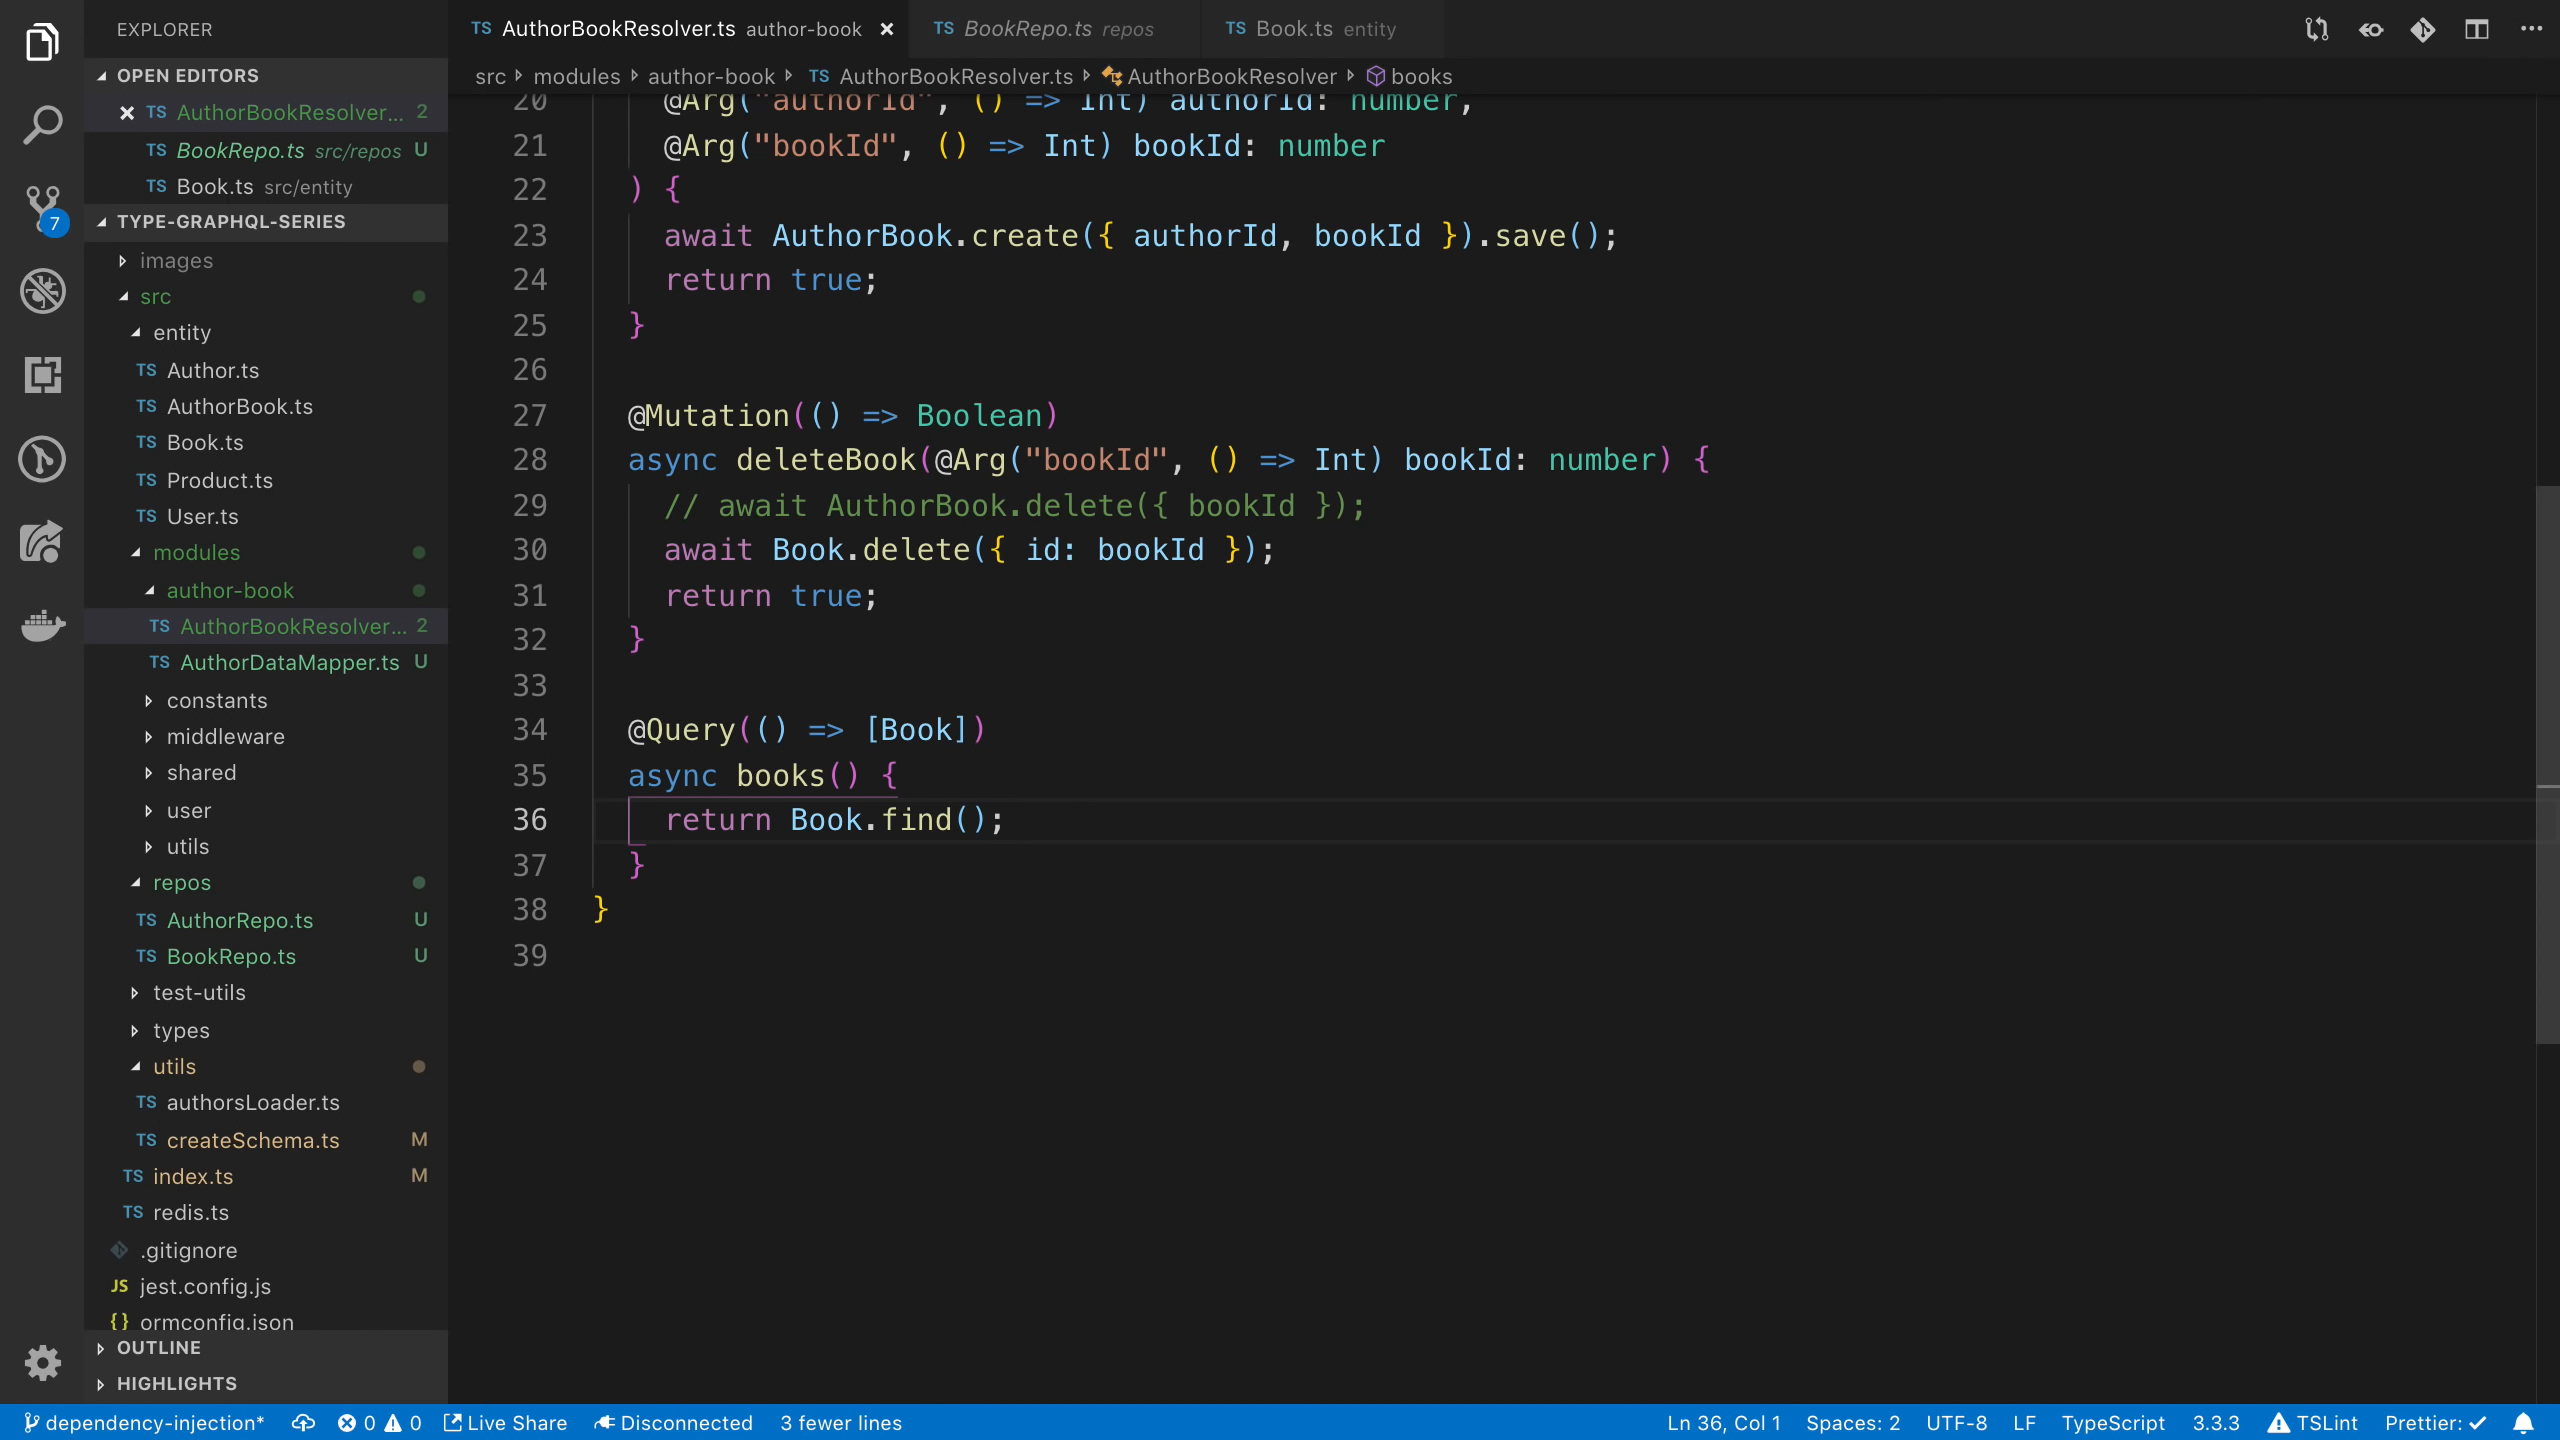 EXPLORER
OPEN EDITORS
TS AuthorBookResolver... 2
TS BookRepo.ts src/repos U
TS Book.ts src/entity
TYPE-GRAPHQL-SERIES
images
src
entity
TS Author.ts
TS AuthorBook.ts
TS Book.ts
TS Product.ts
TS User.ts
modules
author-book
TS AuthorBookResolver... 2
TS AuthorDataMapper.ts U
constants
middleware
shared
user
utils
repos
TS AuthorRepo.ts U
TS BookRepo.ts U
test-utils
types
utils
TS authorsLoader.ts
TS createSchema.ts M
TS index.ts M
TS redis.ts
.gitignore
JS jest.config.js
{} ormconfig.json
OUTLINE
HIGHLIGHTS
7
TS AuthorBookResolver.ts author-book TS BookRepo.ts repos TS Book.ts entity
src modules author-book TS AuthorBookResolver.ts AuthorBookResolver books
20 @Arg("authorId", () => Int) authorId: number,
21 @Arg("bookId", () => Int) bookId: number
22 ) {
23 await AuthorBook.create({ authorId, bookId }).save();
24 return true;
25 }
26
27 @Mutation(() => Boolean)
28 async deleteBook(@Arg("bookId", () => Int) bookId: number) {
29 // await AuthorBook.delete({ bookId });
30 await Book.delete({ id: bookId });
31 return true;
32 }
33
34 @Query(() => [Book])
35 async books() {
36 return Book.find();
37 }
38 }
39
dependency-injection* 0 0 Live Share Disconnected 3 fewer lines Ln 36, Col 1 Spaces: 2 UTF-8 LF TypeScript 3.3.3 TSLint Prettier: ✓